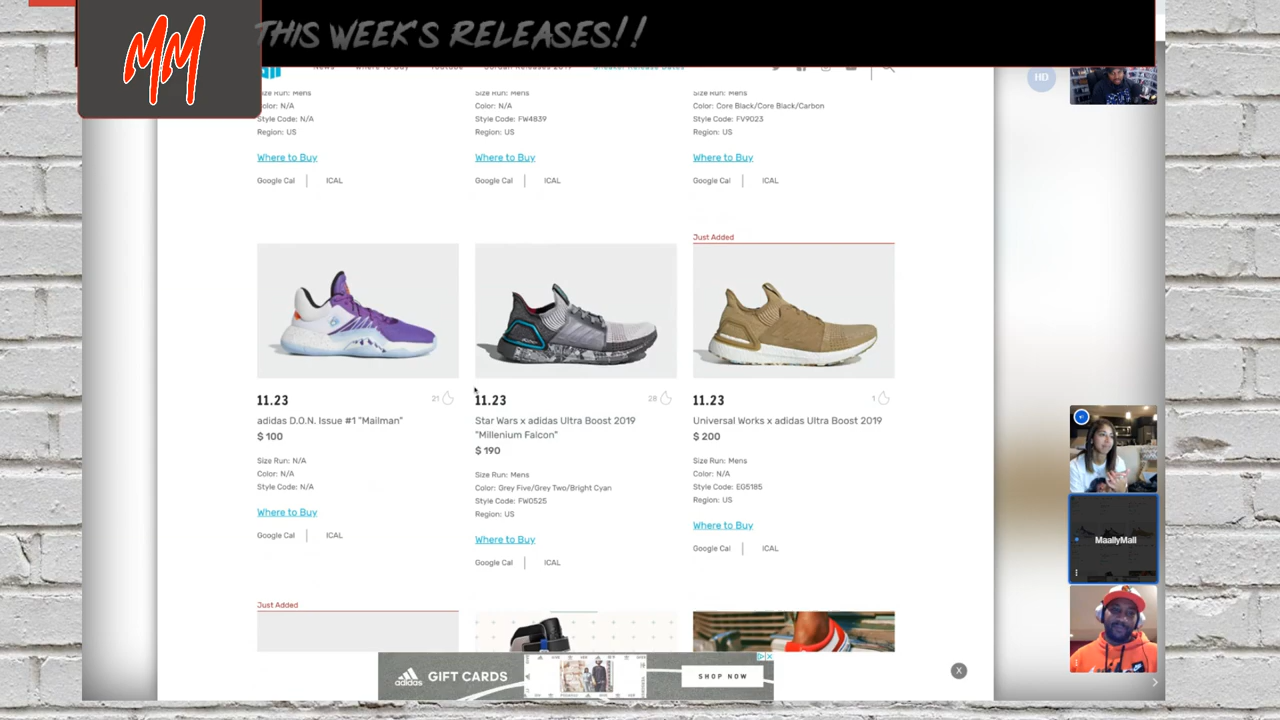 MM
THIS WEEK'S RELEASES!!
HD
Size Run: Mens
Color: N/A
Style Code: N/A
Region: US
Where to Buy
Google Cal | ICAL
Size Run: Mens
Color: N/A
Style Code: FW4839
Region: US
Where to Buy
Google Cal | ICAL
Size Run: Mens
Color: Core Black/Core Black/Carbon
Style Code: FV9023
Region: US
Where to Buy
Google Cal | ICAL
11.23
21
adidas D.O.N. Issue #1 "Mailman"
$ 100
Size Run: N/A
Color: N/A
Style Code: N/A
Where to Buy
Google Cal | ICAL
11.23
28
Star Wars x adidas Ultra Boost 2019
"Millenium Falcon"
$ 190
Size Run: Mens
Color: Grey Five/Grey Two/Bright Cyan
Style Code: FW0525
Region: US
Where to Buy
Google Cal | ICAL
Just Added
11.23
1
Universal Works x adidas Ultra Boost 2019
$ 200
Size Run: Mens
Color: N/A
Style Code: EG5185
Region: US
Where to Buy
Google Cal | ICAL
Just Added
adidas
GIFT CARDS
SHOP NOW
X
MaallyMall